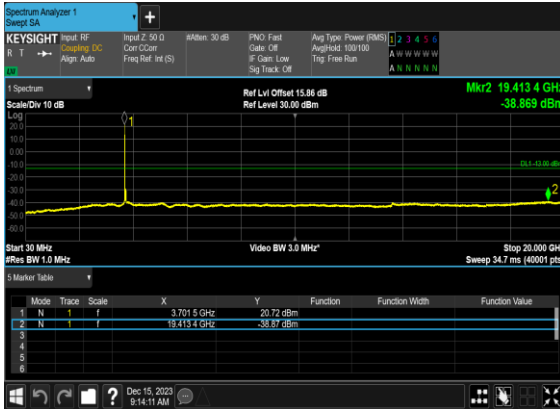 Spectrum Analyzer 1
Swept SA
+
KEYSIGHT
R T
Input: RF
Coupling: DC
Align: Auto
Input Z: 50 Ω
Corr CCorr
Freq Ref: Int (S)
#Atten: 30 dB
PNO: Fast
Gate: Off
IF Gain: Low
Sig Track: Off
Avg Type: Power (RMS)
Avg|Hold: 100/100
Trig: Free Run
1 2 3 4 5 6
A W W W W W
A N N N N N
1 Spectrum
Scale/Div 10 dB
Ref Lvl Offset 15.86 dB
Ref Level 30.00 dBm
Mkr2 19.413 4 GHz
-38.869 dBm
Log
20.0
10.0
0.00
-10.0
-20.0
-30.0
-40.0
-50.0
-60.0
1
DL1 -13.00 dBm
2
Start 30 MHz
#Res BW 1.0 MHz
Video BW 3.0 MHz*
Stop 20.000 GH
Sweep 34.7 ms (40001 pts
5 Marker Table
Mode Trace Scale X Y Function Function Width Function Value
1 N 1 f 3.701 5 GHz 20.72 dBm
2 N 1 f 19.413 4 GHz -38.87 dBm
3
4
5
6
?
Dec 15, 2023
9:14:11 AM